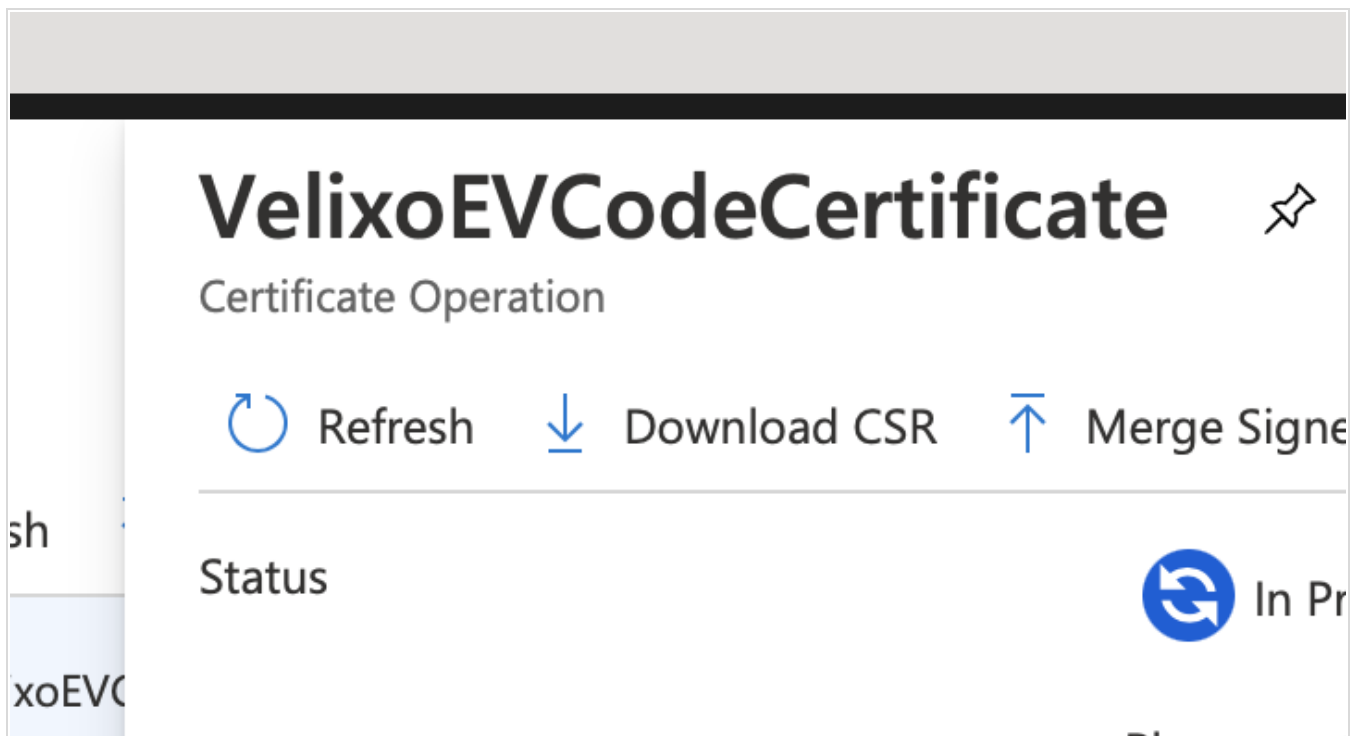 VelixoEVCodeCertificate
Certificate Operation
Refresh Download CSR Merge Signe
sh
Status
In Pr
xoEVC